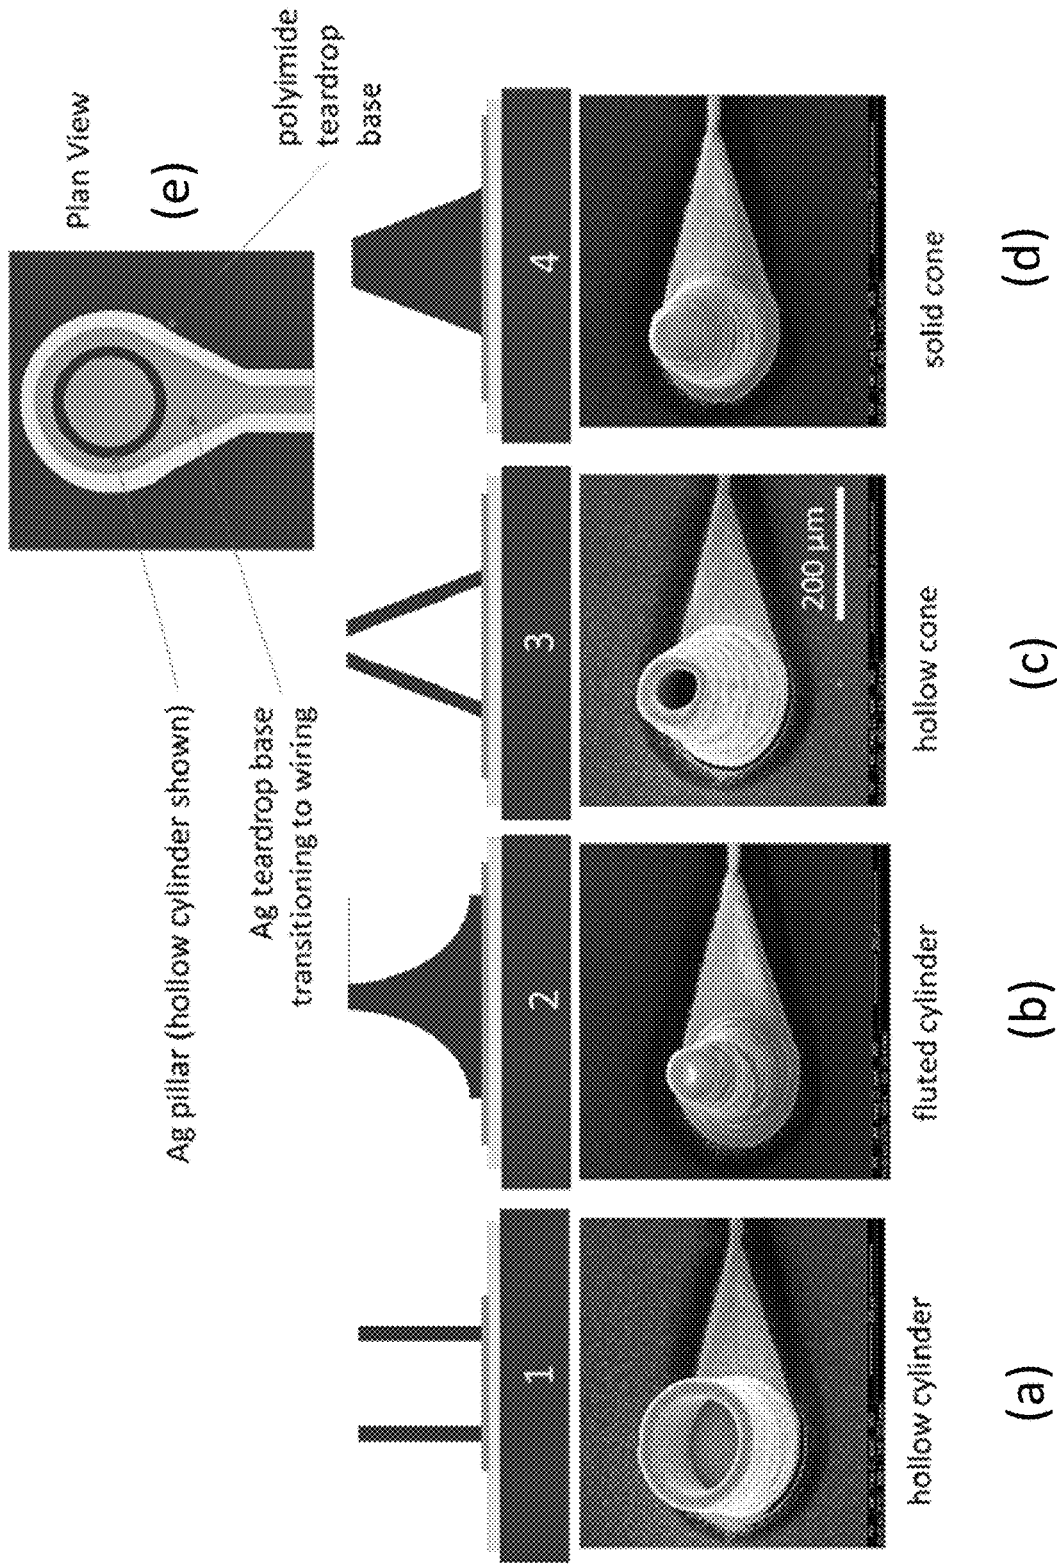 Plan View
(e)
polyimide
teardrop
base
Ag pillar (hollow cylinder shown)
Ag teardrop base
transitioning to wiring
1
2
3
4
200 µm
hollow cylinder
fluted cylinder
hollow cone
solid cone
(a)
(b)
(c)
(d)